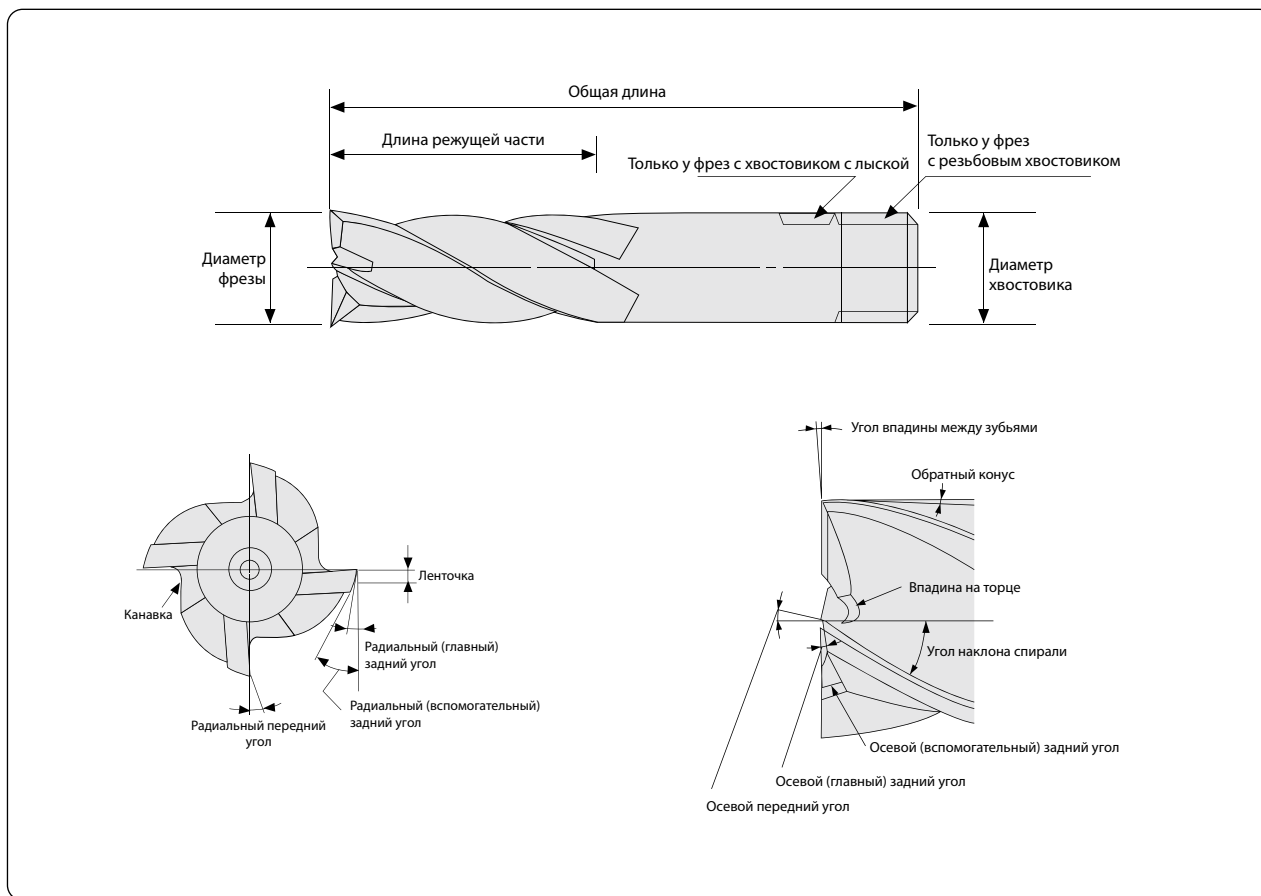 Общая длина
Длина режущей части
Только у фрез с хвостовиком с лыской
Только у фрез
с резьбовым хвостовиком
Диаметр
фрезы
Диаметр
хвостовика
Канавка
Ленточка
Радиальный (главный)
задний угол
Радиальный (вспомогательный)
задний угол
Радиальный передний
угол
Угол впадины между зубьями
Обратный конус
Впадина на торце
Угол наклона спирали
Осевой (вспомогательный) задний угол
Осевой (главный) задний угол
Осевой передний угол